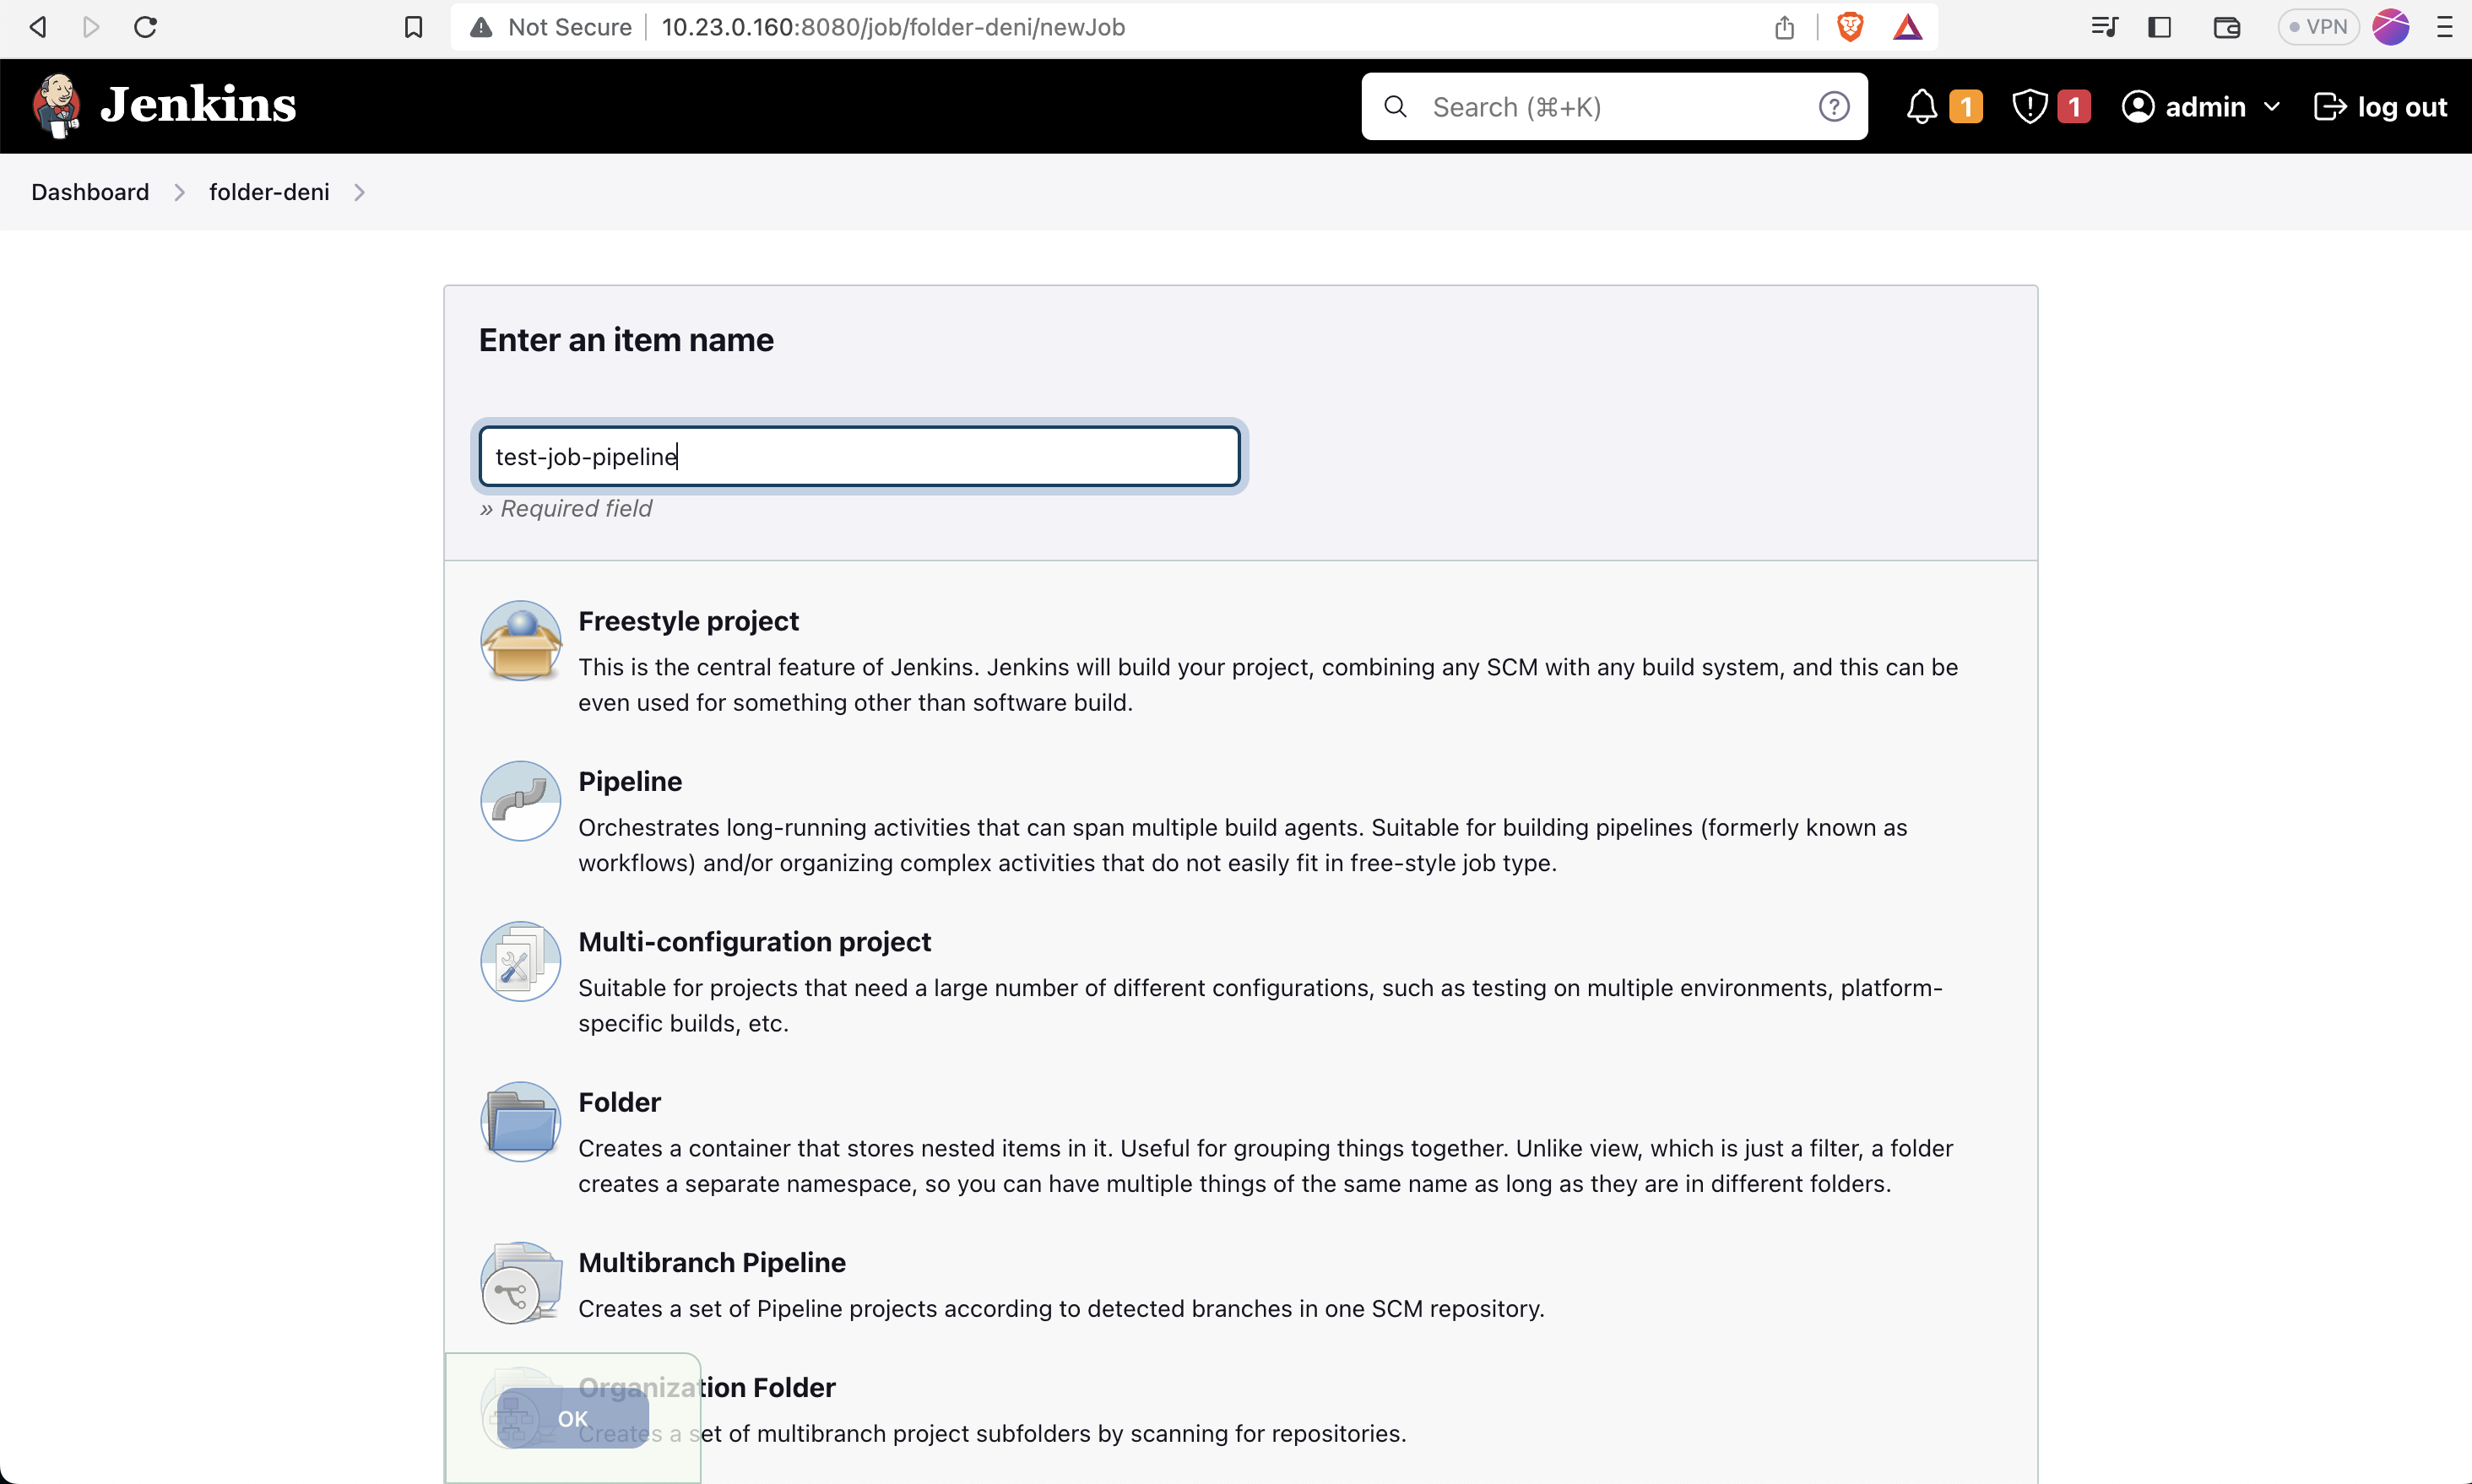 Not Secure 10.23.0.160:8080/job/folder-deni/newJob VPN
Jenkins Search (⌘+K) 1 1 admin log out
Dashboard folder-deni
Enter an item name
test-job-pipeline
» Required field
Freestyle project
This is the central feature of Jenkins. Jenkins will build your project, combining any SCM with any build system, and this can be
even used for something other than software build.
Pipeline
Orchestrates long-running activities that can span multiple build agents. Suitable for building pipelines (formerly known as
workflows) and/or organizing complex activities that do not easily fit in free-style job type.
Multi-configuration project
Suitable for projects that need a large number of different configurations, such as testing on multiple environments, platform-
specific builds, etc.
Folder
Creates a container that stores nested items in it. Useful for grouping things together. Unlike view, which is just a filter, a folder
creates a separate namespace, so you can have multiple things of the same name as long as they are in different folders.
Multibranch Pipeline
Creates a set of Pipeline projects according to detected branches in one SCM repository.
Organization Folder
OK
Creates a set of multibranch project subfolders by scanning for repositories.